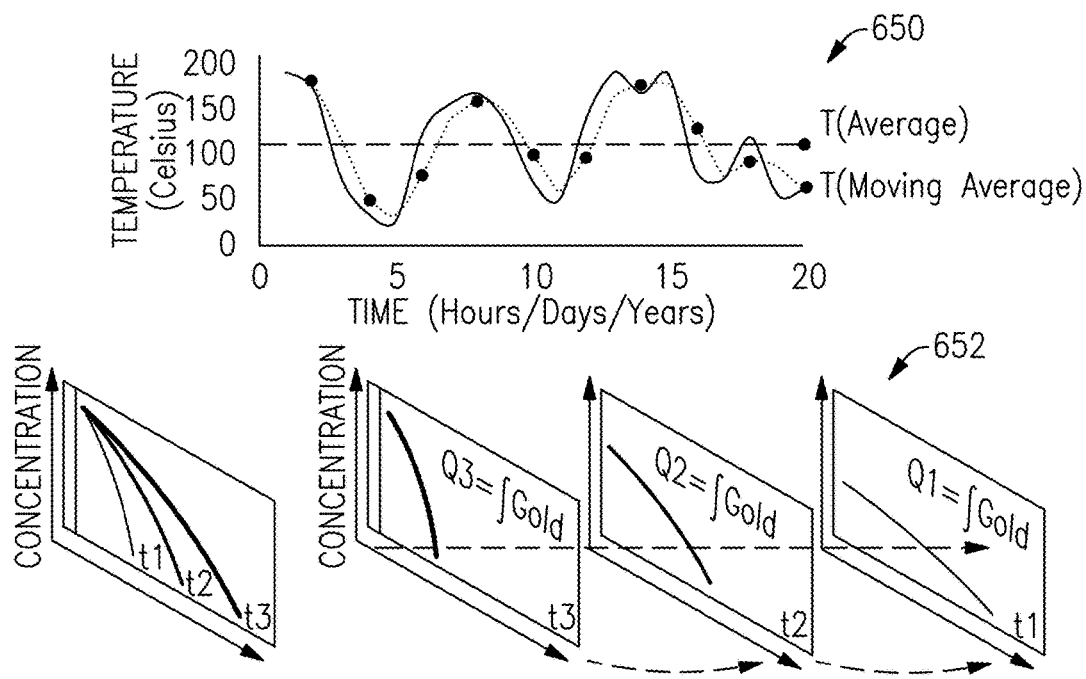 650
TEMPERATURE
(Celsius)
200
150
100
50
0
T(Average)
T(Moving Average)
0 5 10 15 20
TIME (Hours/Days/Years)
652
CONCENTRATION
t1
t2
t3
CONCENTRATION
Q3=∫Gold
t3
Q2=∫Gold
t2
Q1=∫Gold
t1